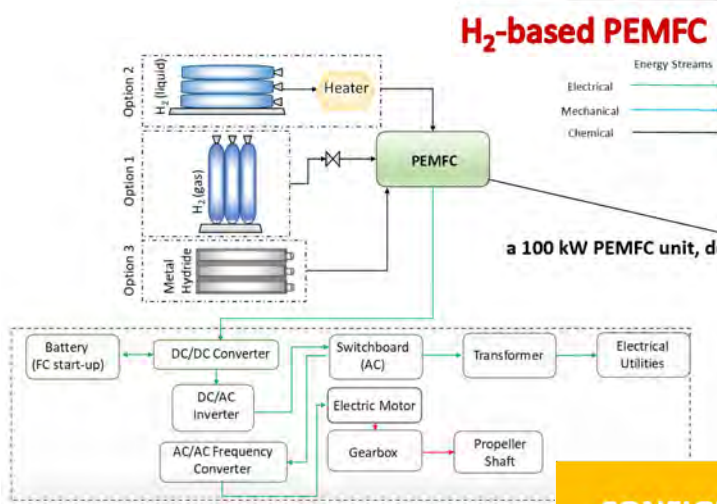 H₂-based PEMFC
Energy Streams
Electrical
Mechanical
Chemical
Option 2
H₂ (liquid)
Heater
Option 1
H₂ (gas)
PEMFC
Option 3
Metal
Hydride
a 100 kW PEMFC unit,
Battery
(FC start-up)
DC/DC Converter
Switchboard
(AC)
Transformer
Electrical
Utilities
DC/AC
Inverter
Electric Motor
AC/AC Frequency
Converter
Gearbox
Propeller
Shaft